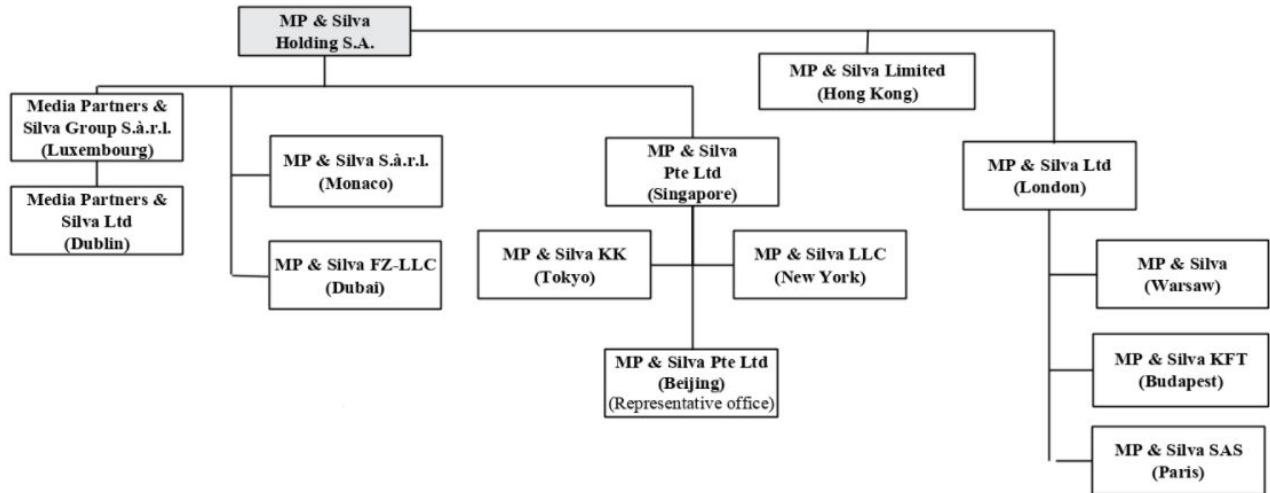 MP & Silva
Holding S.A.
MP & Silva Limited
(Hong Kong)
Media Partners &
Silva Group S.à.r.l.
(Luxembourg)
MP & Silva S.à.r.l.
(Monaco)
MP & Silva
Pte Ltd
(Singapore)
MP & Silva Ltd
(London)
Media Partners &
Silva Ltd
(Dublin)
MP & Silva FZ-LLC
(Dubai)
MP & Silva KK
(Tokyo)
MP & Silva LLC
(New York)
MP & Silva
(Warsaw)
MP & Silva Pte Ltd
(Beijing)
(Representative office)
MP & Silva KFT
(Budapest)
MP & Silva SAS
(Paris)